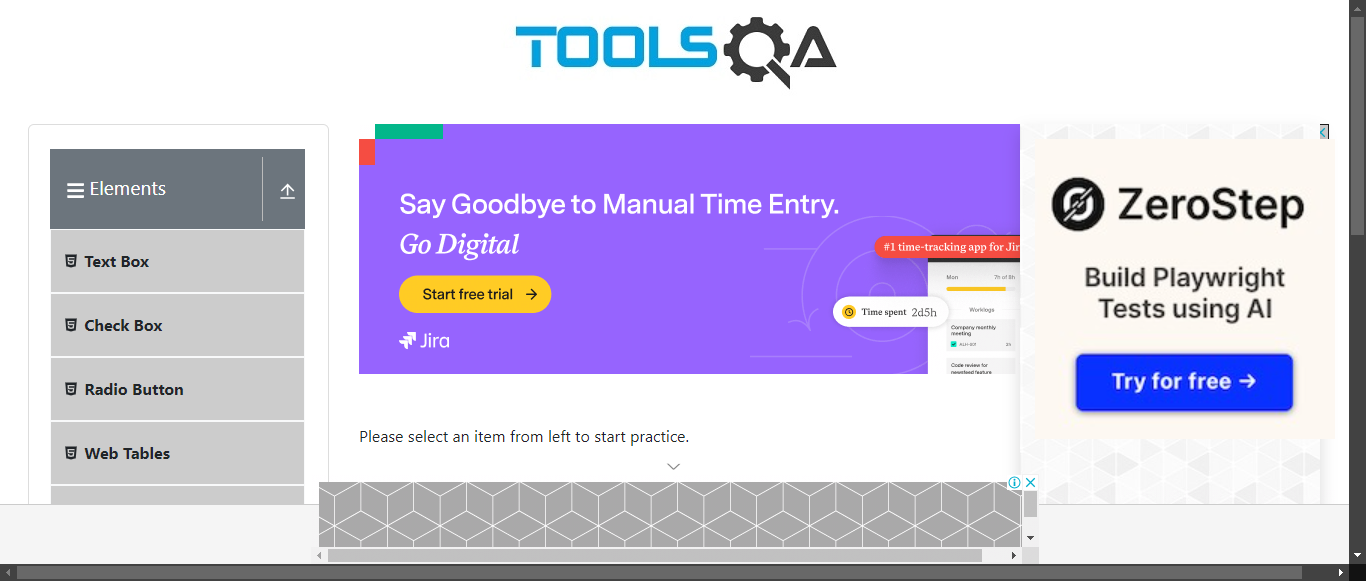 TOOLSQA
Elements
Text Box
Check Box
Radio Button
Web Tables
Say Goodbye to Manual Time Entry.
Go Digital
Start free trial
Jira
#1 time-tracking app for Jir
Mon 7h of 8h
Time spent 2d5h
Worklogs
Company monthly
meeting
Code review for
newsfeed feature
ZeroStep
Build Playwright
Tests using AI
Try for free
Please select an item from left to start practice.